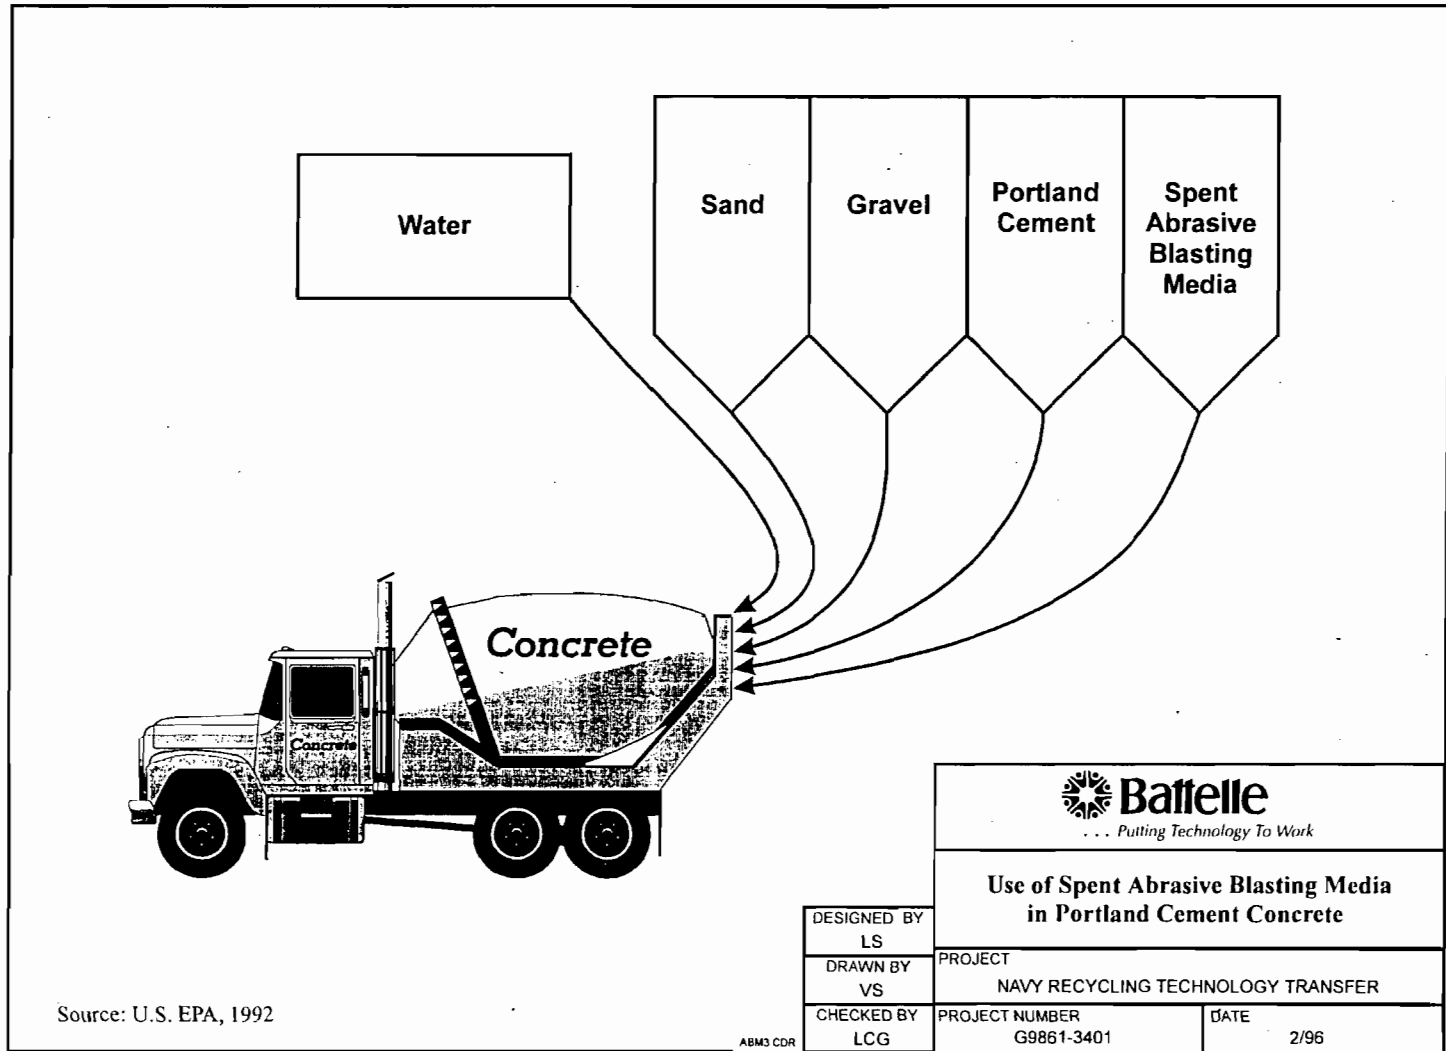 Water
Sand
Gravel
Portland
Cement
Spent
Abrasive
Blasting
Media
Concrete
Concrete
Battelle
. . . Putting Technology To Work
Use of Spent Abrasive Blasting Media
in Portland Cement Concrete
DESIGNED BY
LS
DRAWN BY
VS
CHECKED BY
LCG
PROJECT
NAVY RECYCLING TECHNOLOGY TRANSFER
PROJECT NUMBER
G9861-3401
DATE
2/96
Source: U.S. EPA, 1992
ABM3 CDR